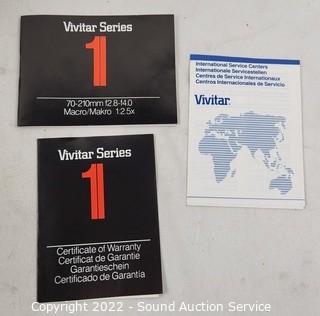 Vivitar Series
1
70-210mm f2.8-f4.0
Macro/Makro 1:2.5x
International Service Centers
Internationale Servicestellen
Centres de Service Internationaux
Centros Internacionales de Servicio
Vivitar
Vivitar Series
1
Certificate of Warranty
Certificat de Garantie
Garantieschein
Certificado de Garantía
Copyright 2022 - Sound Auction Service